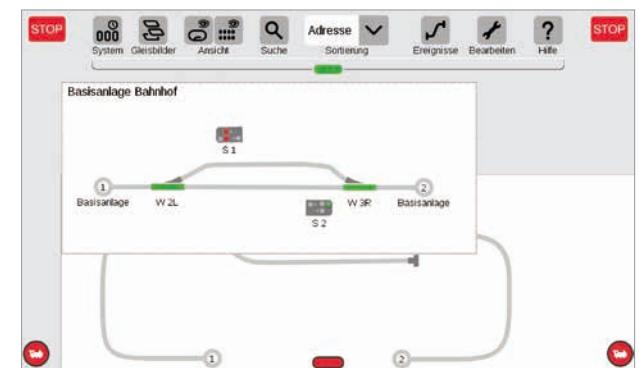 STOP
000
Adresse
?
STOP
System
Gleisbilder
Ansicht
Suche
Sortierung
Ereignisse
Bearbeiten
Hilfe
Basisanlage Bahnhof
S 1
1
2
Basisanlage
W 2L
W 3R
Basisanlage
S 2
1
2